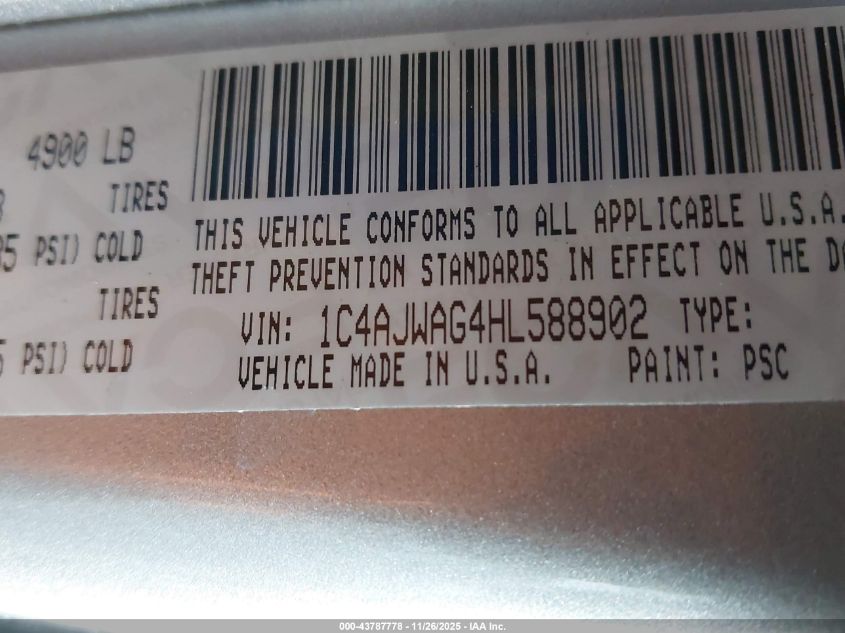 4900 LB
TIRES
5 PSI) COLD
TIRES
PSI) COLD
THIS VEHICLE CONFORMS TO ALL APPLICABLE U.S.A.
THEFT PREVENTION STANDARDS IN EFFECT ON THE
VIN: 1C4AJWAG4HL588902 TYPE:
VEHICLE MADE IN U.S.A. PAINT: PSC
000-43787778 - 11/26/2025 - IAA Inc.